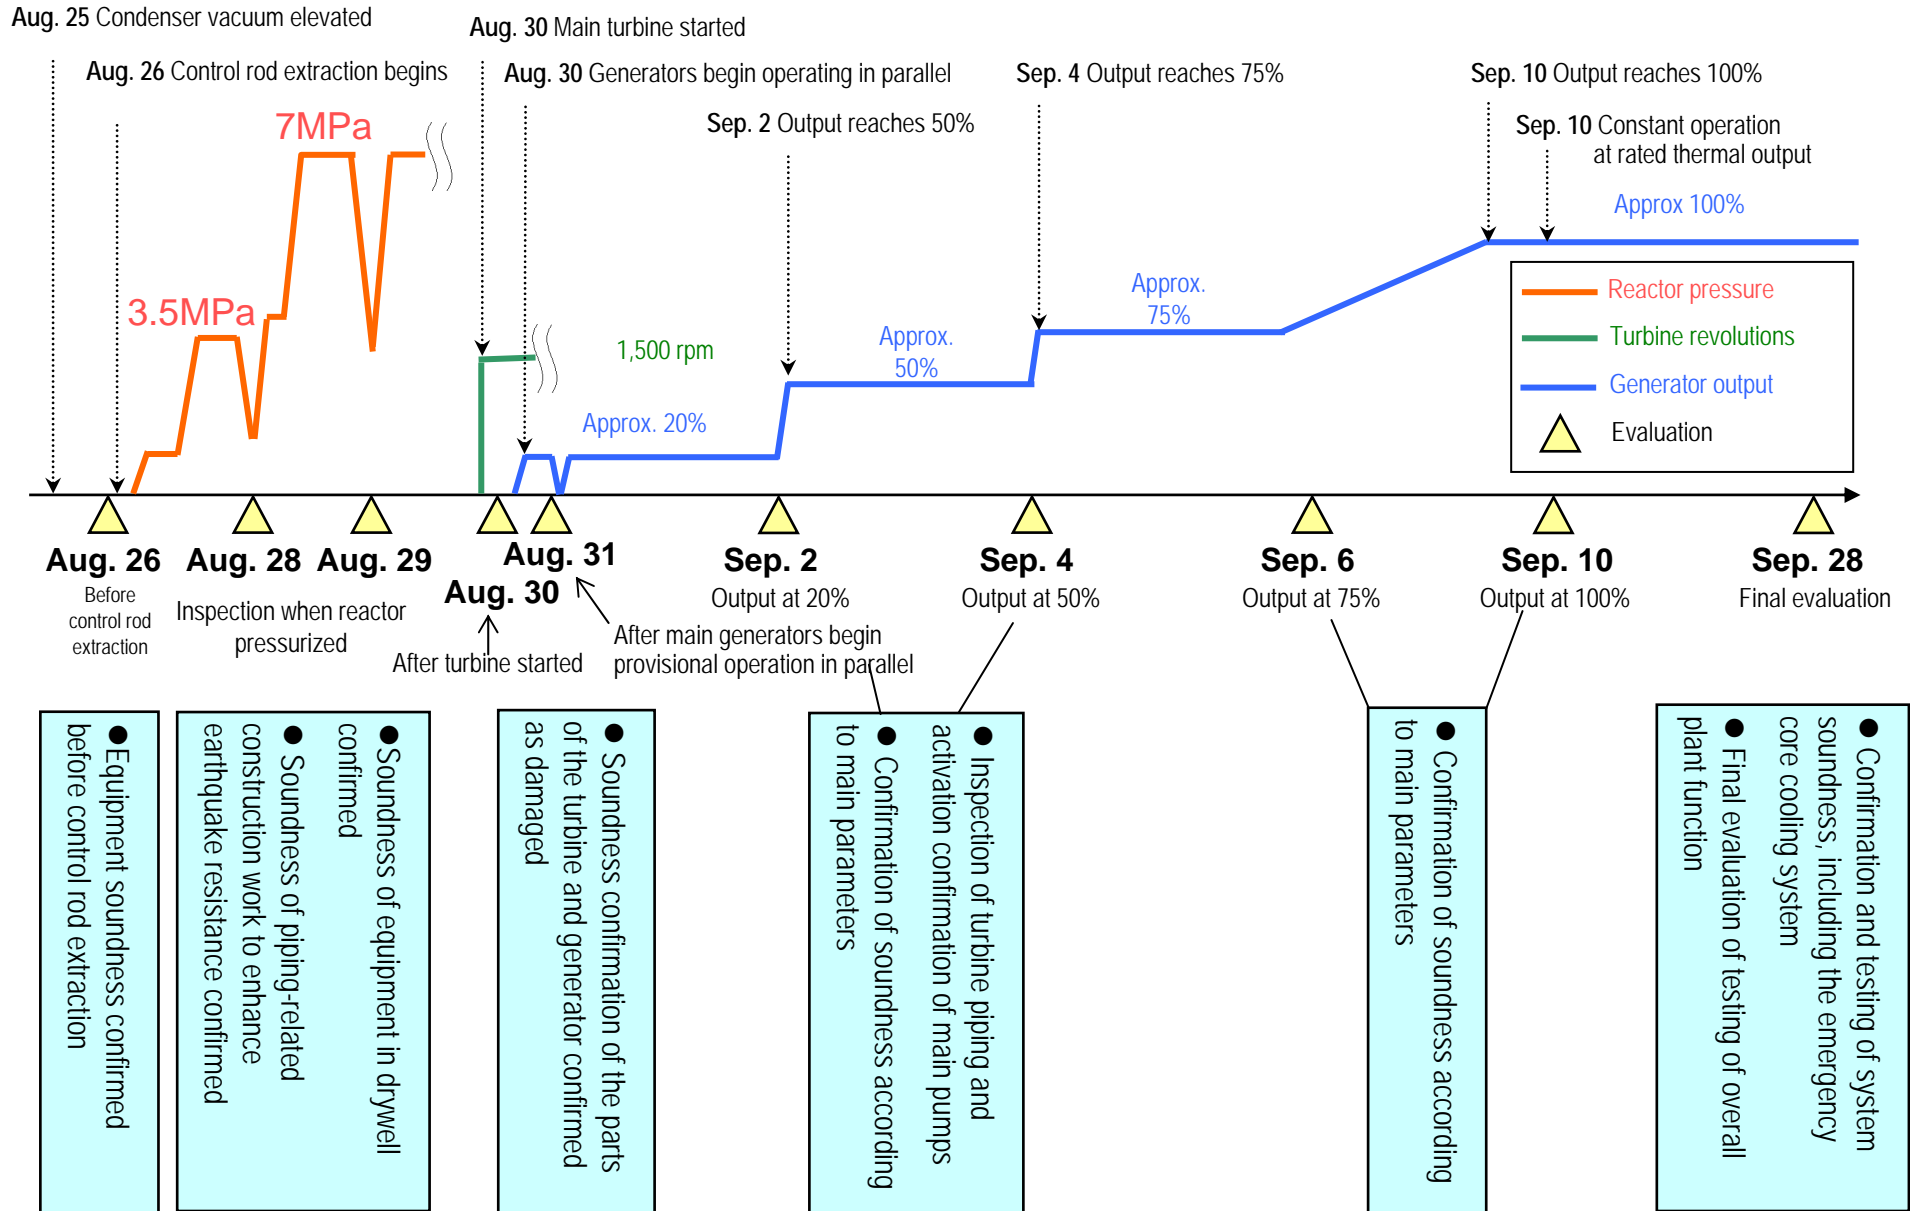 Aug. 25 Condenser vacuum elevated
Aug. 26 Control rod extraction begins
Aug. 30 Main turbine started
Aug. 30 Generators begin operating in parallel
Sep. 2 Output reaches 50%
Sep. 4 Output reaches 75%
Sep. 10 Output reaches 100%
Sep. 10 Constant operation
at rated thermal output
7MPa
3.5MPa
1,500 rpm
Approx. 20%
Approx.
50%
Approx.
75%
Approx 100%
Reactor pressure
Turbine revolutions
Generator output
Evaluation
Aug. 26
Before
control rod
extraction
Aug. 28
Aug. 29
Inspection when reactor
pressurized
Aug. 30
After turbine started
Aug. 31
After main generators begin
provisional operation in parallel
Sep. 2
Output at 20%
Sep. 4
Output at 50%
Sep. 6
Output at 75%
Sep. 10
Output at 100%
Sep. 28
Final evaluation
● Equipment soundness confirmed
before control rod extraction
● Soundness of equipment in drywell
confirmed
● Soundness of piping-related
construction work to enhance
earthquake resistance confirmed
● Soundness confirmation of the parts
of the turbine and generator confirmed
as damaged
● Inspection of turbine piping and
activation confirmation of main pumps
● Confirmation of soundness according
to main parameters
● Confirmation of soundness according
to main parameters
● Confirmation and testing of system
soundness, including the emergency
core cooling system
● Final evaluation of testing of overall
plant function